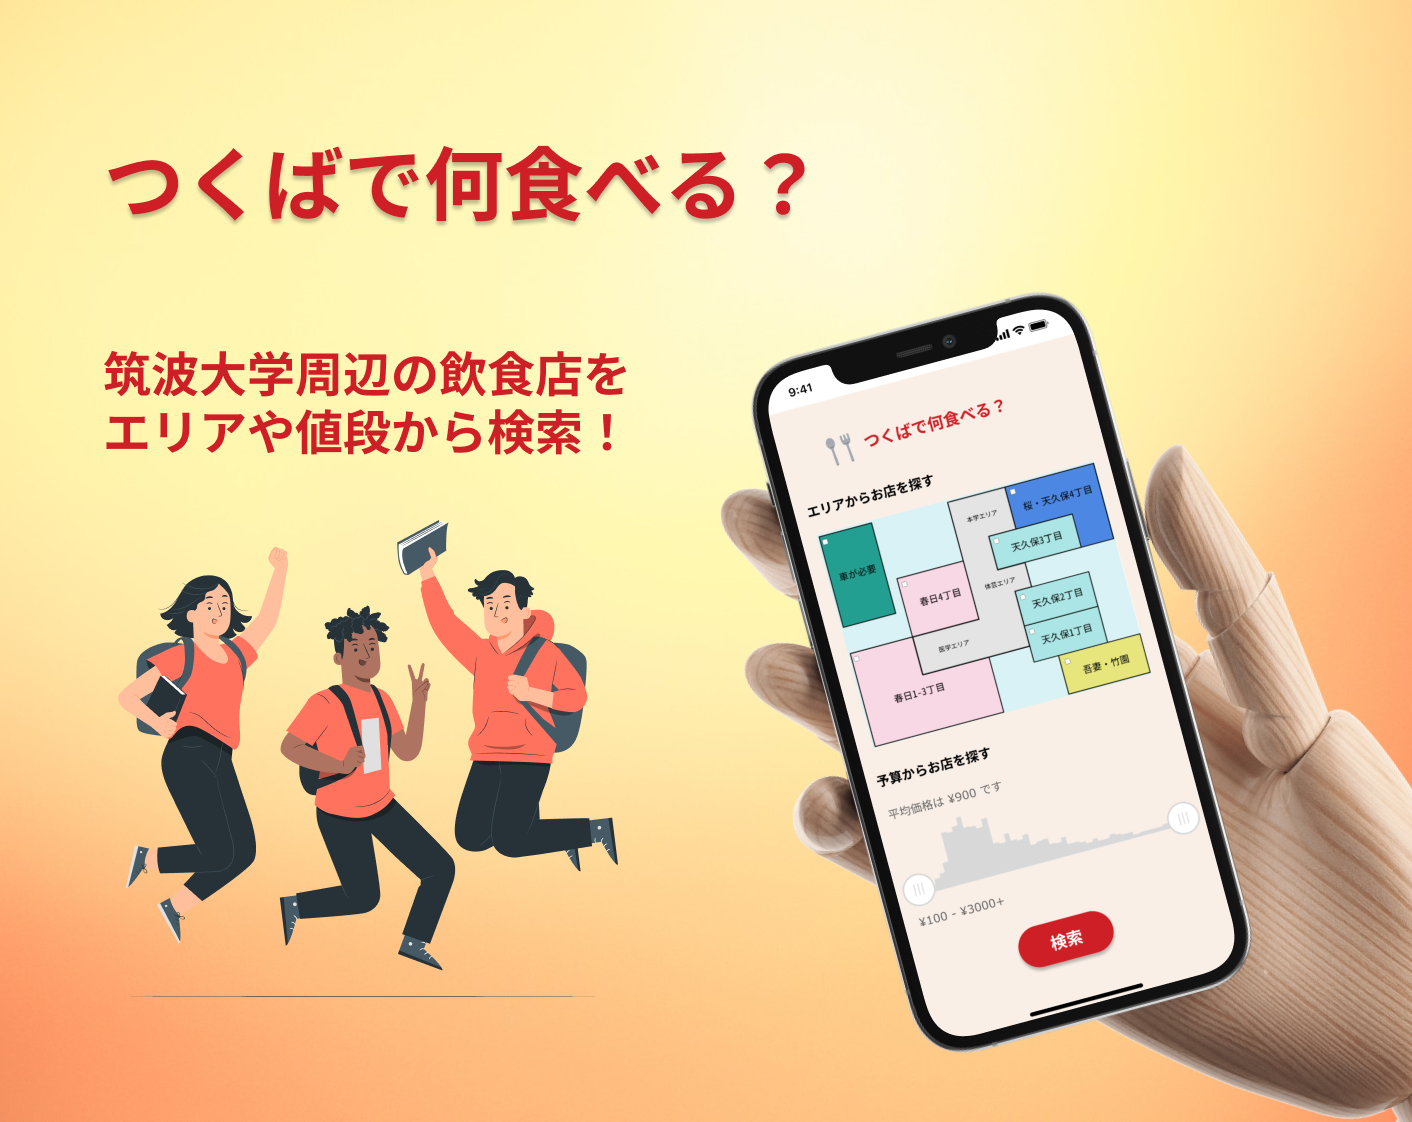 つくばで何食べる？
筑波大学周辺の飲食店を
エリアや値段から検索！
9:41
つくばで何食べる？
エリアからお店を探す
車が必要
本学エリア
桜・天久保4丁目
天久保3丁目
春日4丁目
体芸エリア
天久保2丁目
天久保1丁目
医学エリア
吾妻・竹園
春日1-3丁目
予算からお店を探す
平均価格は ¥900 です
¥100 - ¥3000+
検索